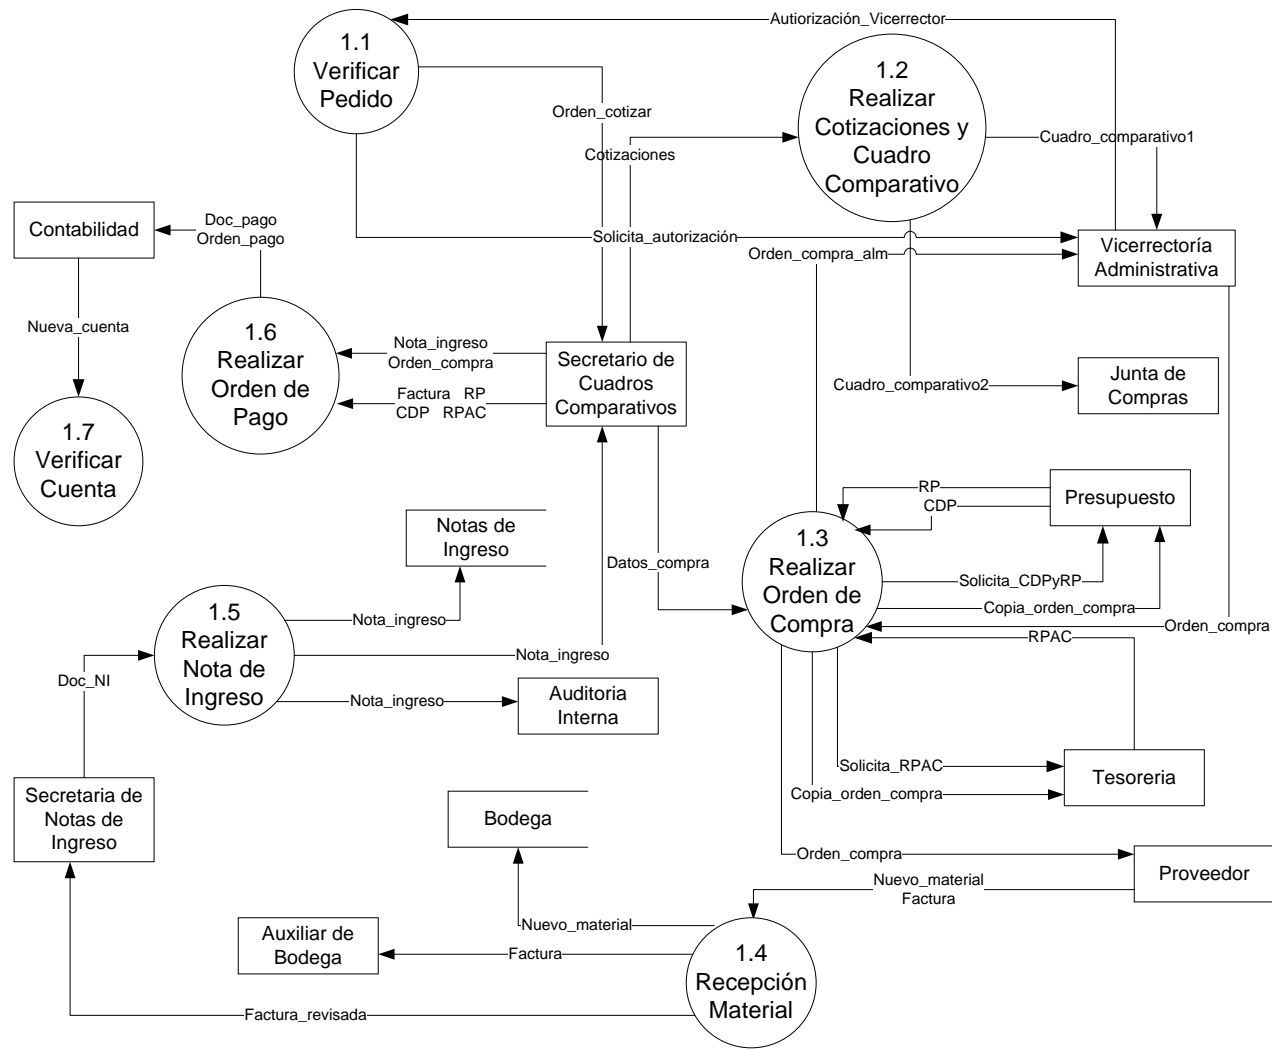 Autiorización_Vicerrector
1.1
Verificar
Pedido
1.2
Realizar
Cotizaciones y
Cuadro
Comparativo
Orden_cotizar
Cotizaciones
Cuadro_comparativo1
Contabilidad
Doc_pago
Orden_pago
Solicita_autorización
Orden_compra_alm
Vicerrectoría
Administrativa
Nueva_cuenta
1.6
Realizar
Orden de
Pago
Nota_ingreso
Orden_compra
Factura RP
CDP RPAC
Secretario de
Cuadros
Comparativos
Cuadro_comparativo2
Junta de
Compras
1.7
Verificar
Cuenta
RP
CDP
Presupuesto
Notas de
Ingreso
Datos_compra
1.3
Realizar
Orden de
Compra
Solicita_CDPyRP
Copia_orden_compra
Orden_compra
RPAC
1.5
Realizar
Nota de
Ingreso
Nota_ingreso
Nota_ingreso
Nota_ingreso
Doc_NI
Auditoria
Interna
Solicita_RPAC
Copia_orden_compra
Tesoreria
Secretaria de
Notas de
Ingreso
Bodega
Orden_compra
Proveedor
Nuevo_material
Factura
Nuevo_material
Auxiliar de
Bodega
Factura
1.4
Recepción
Material
Factura_revisada